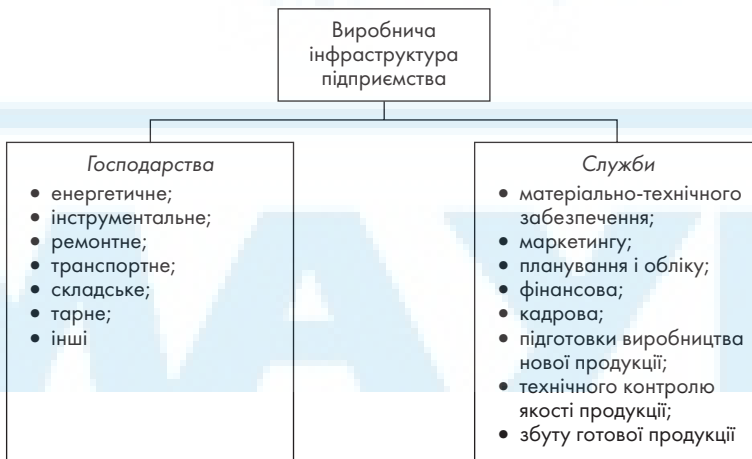 Виробнича
інфраструктура
підприємства
Господарства
• енергетичне;
• інструментальне;
• ремонтне;
• транспортне;
• складське;
• тарне;
• інші
Служби
• матеріально-технічного
забезпечення;
• маркетингу;
• планування і обліку;
• фінансова;
• кадрова;
• підготовки виробництва
нової продукції;
• технічного контролю
якості продукції;
• збуту готової продукції